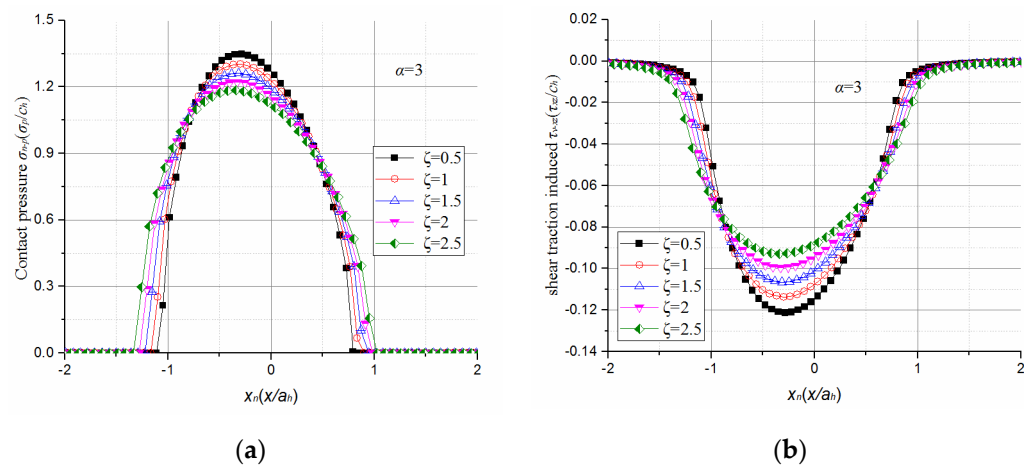 (a)
1.5
1.2
0.9
0.6
0.3
0.0
Contact pressure σn-p(σp/ch)
α=3
ζ=0.5
ζ=1
ζ=1.5
ζ=2
ζ=2.5
-2 -1 0 1 2
xn(x/ah)
(a)
(b)
0.00
-0.02
-0.04
-0.06
-0.08
-0.10
-0.12
-0.14
shear traction induced τv-xz(τxz/ch)
α=3
ζ=0.5
ζ=1
ζ=1.5
ζ=2
ζ=2.5
-2 -1 0 1 2
xn(x/ah)
(b)